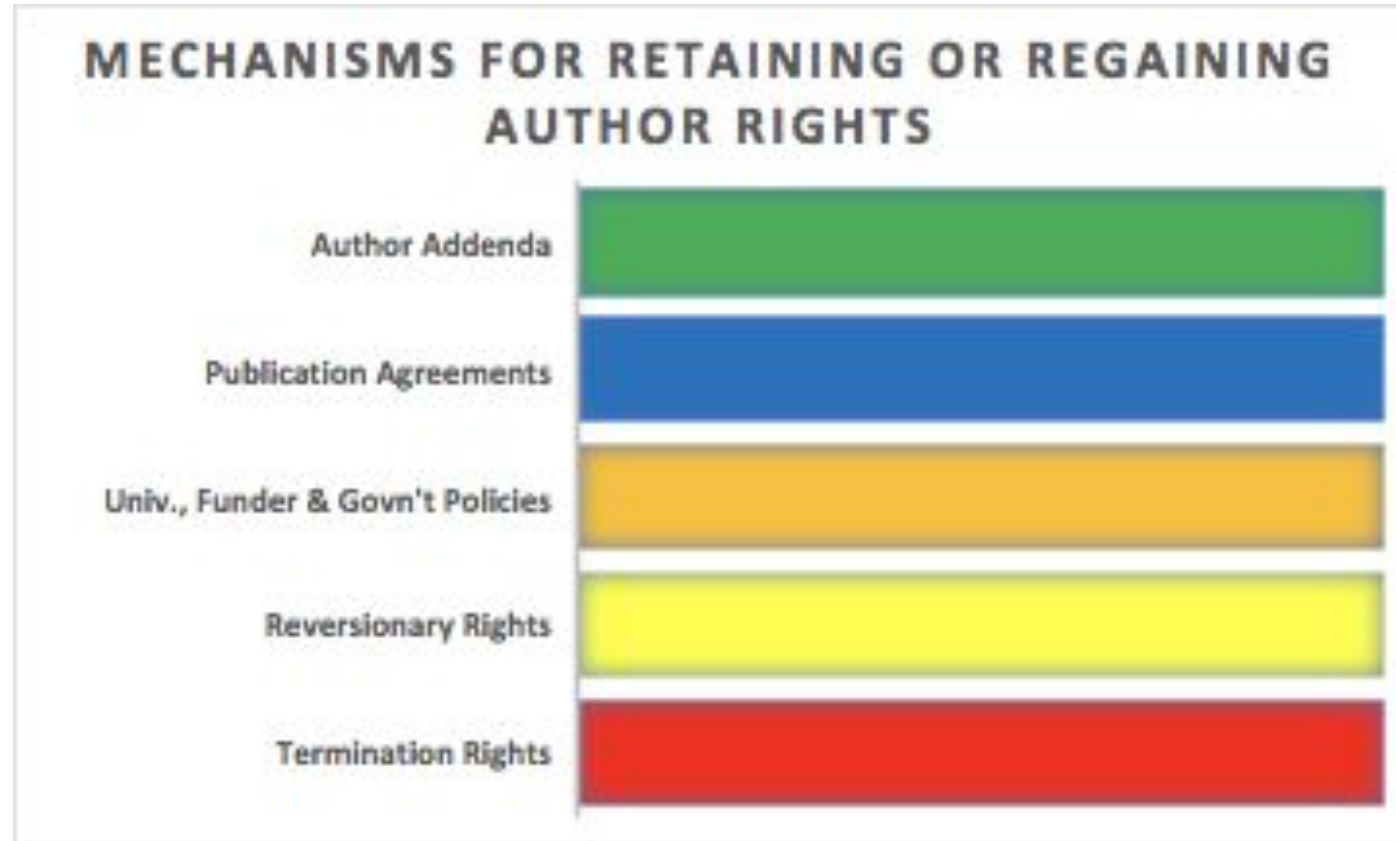 MECHANISMS FOR RETAINING OR REGAINING
AUTHOR RIGHTS
Author Addenda
Publication Agreements
Univ., Funder & Govn't Policies
Reversionary Rights
Termination Rights